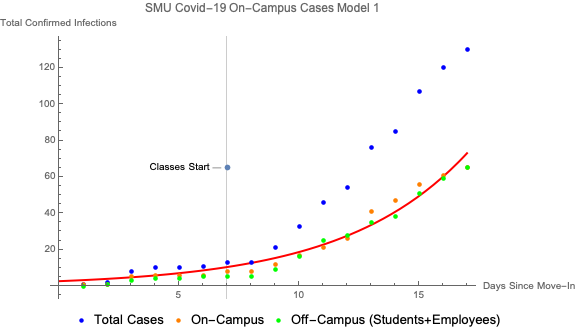 SMU Covid-19 On-Campus Cases Model 1
Total Confirmed Infections
120
100
80
60
40
20
Classes Start
5
10
15
Days Since Move-In
Total Cases
On-Campus
Off-Campus (Students+Employees)